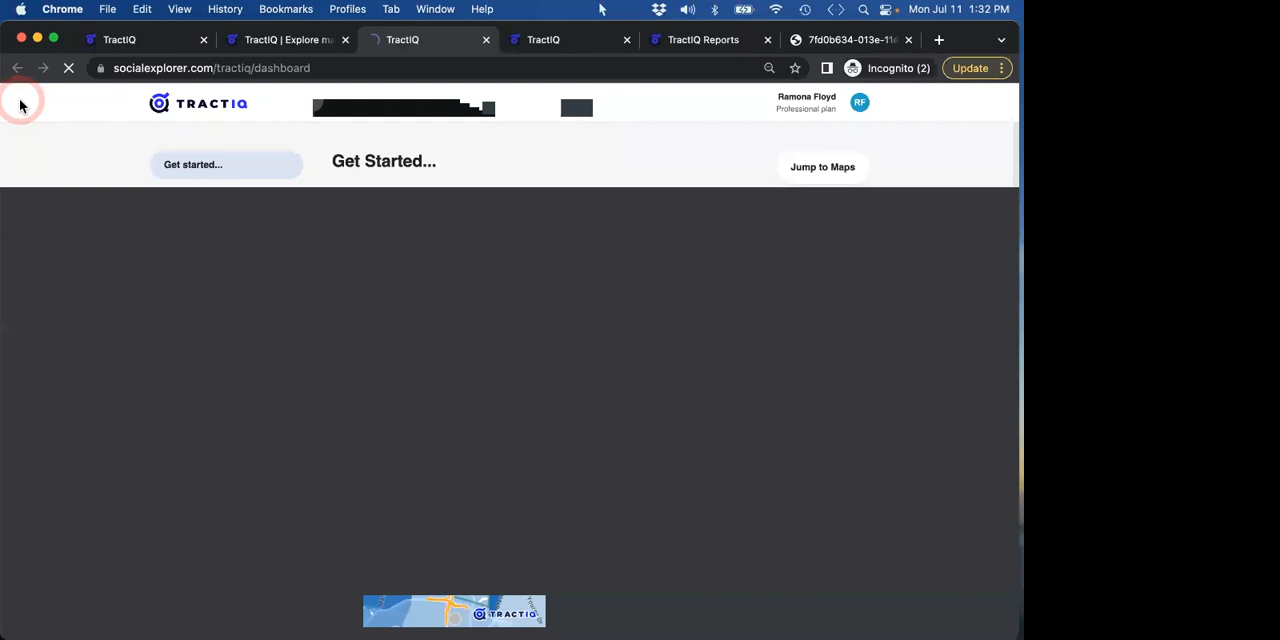 Chrome File Edit View History Bookmarks Profiles Tab Window Help Mon Jul 11 1:32 PM
TractIQ TractIQ | Explore ma TractIQ TractIQ TractIQ Reports 7fd0b634-013e-11e
socialexplorer.com/tractiq/dashboard Incognito (2) Update
TRACTIQ Ramona Floyd
Professional plan RF
Get started... Get Started... Jump to Maps
TRACTIQ